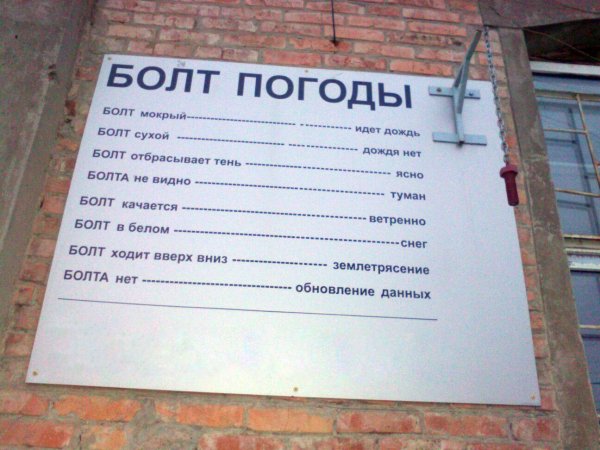 БОЛТ ПОГОДЫ
БОЛТ мокрый------------------------------ -------------- идет дождь
БОЛТ сухой ---------------------------- ------------------ дождя нет
БОЛТ отбрасывает тень ------------------------------------- ясно
БОЛТА не видно ------------------------------------------------ туман
БОЛТ качается ------------------------------------------- ветренно
БОЛТ в белом --------------------------------------------------снег
БОЛТ ходит вверх вниз ---------------------- землетрясение
БОЛТА нет ---------------------------------- обновление данных